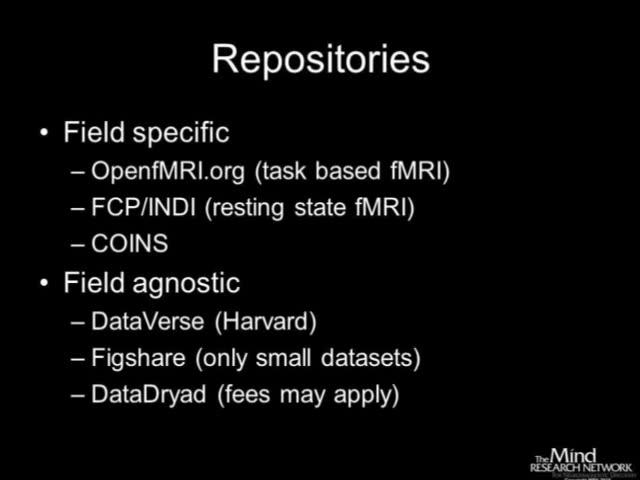 Repositories
• Field specific
– OpenfMRI.org (task based fMRI)
– FCP/INDI (resting state fMRI)
– COINS
• Field agnostic
– DataVerse (Harvard)
– Figshare (only small datasets)
– DataDryad (fees may apply)
The Mind
RESEARCH NETWORK